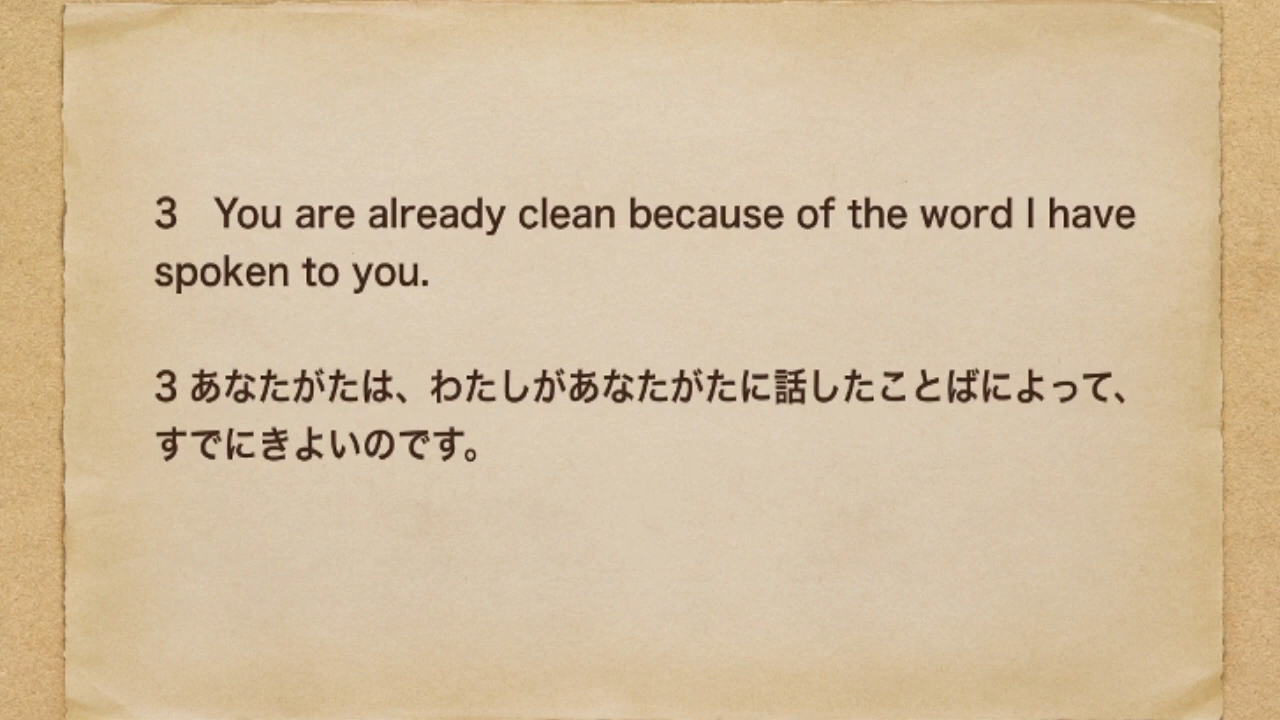 3　You are already clean because of the word I have
spoken to you.
3 あなたがたは、わたしがあなたがたに話したことばによって、
すでにきよいのです。